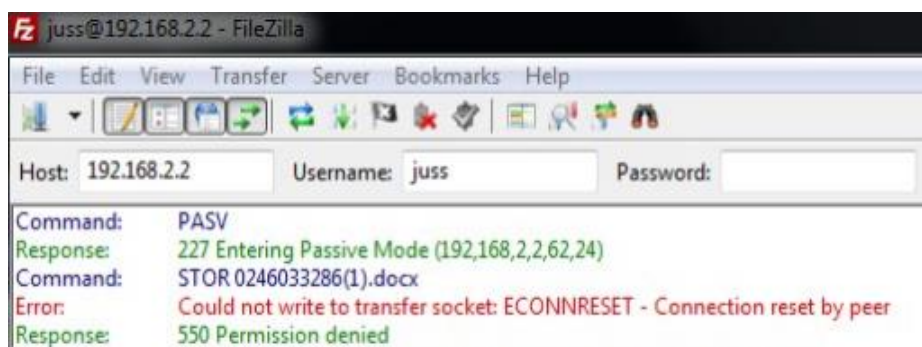 Fz juss@192.168.2.2 - FileZilla
File Edit View Transfer Server Bookmarks Help
Host: 192.168.2.2 Username: juss Password:
Command: PASV
Response: 227 Entering Passive Mode (192,168,2,2,62,24)
Command: STOR 0246033286(1).docx
Error: Could not write to transfer socket: ECONNRESET - Connection reset by peer
Response: 550 Permission denied